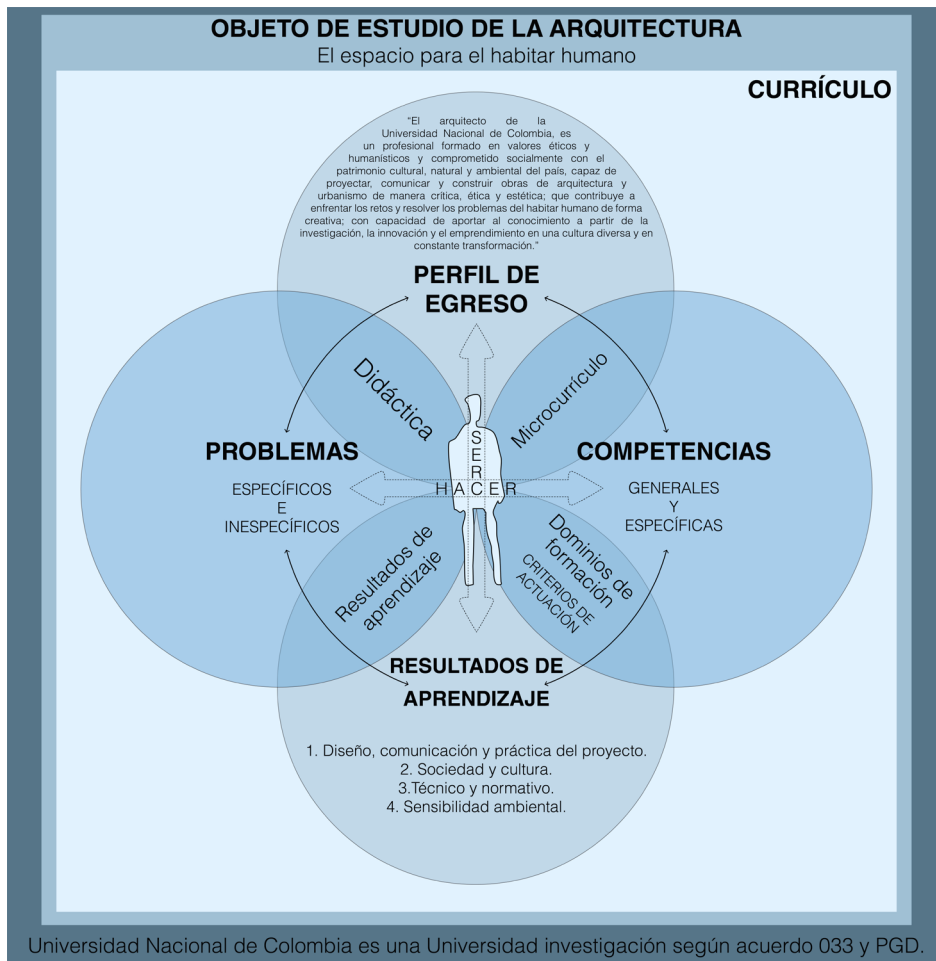 OBJETO DE ESTUDIO DE LA ARQUITECTURA
El espacio para el habitar humano
CURRÍCULO
“El arquitecto de la
Universidad Nacional de Colombia, es
un profesional formado en valores éticos y
humanísticos y comprometido socialmente con el
patrimonio cultural, natural y ambiental del país, capaz de
proyectar, comunicar y construir obras de arquitectura y
urbanismo de manera crítica, ética y estética; que contribuye a
enfrentar los retos y resolver los problemas del habitar humano de forma
creativa; con capacidad de aportar al conocimiento a partir de la
investigación, la innovación y el emprendimiento en una cultura diversa y en
constante transformación.”
PERFIL DE
EGRESO
Didáctica
Microcurrículo
PROBLEMAS
ESPECÍFICOS
E
INESPECÍFICOS
SER
HACER
COMPETENCIAS
GENERALES
Y
ESPECÍFICAS
Resultados de
aprendizaje
Dominios de
formación
CRITERIOS DE
ACTUACIÓN
RESULTADOS DE
APRENDIZAJE
1. Diseño, comunicación y práctica del proyecto.
2. Sociedad y cultura.
3.Técnico y normativo.
4. Sensibilidad ambiental.
Universidad Nacional de Colombia es una Universidad investigación según acuerdo 033 y PGD.